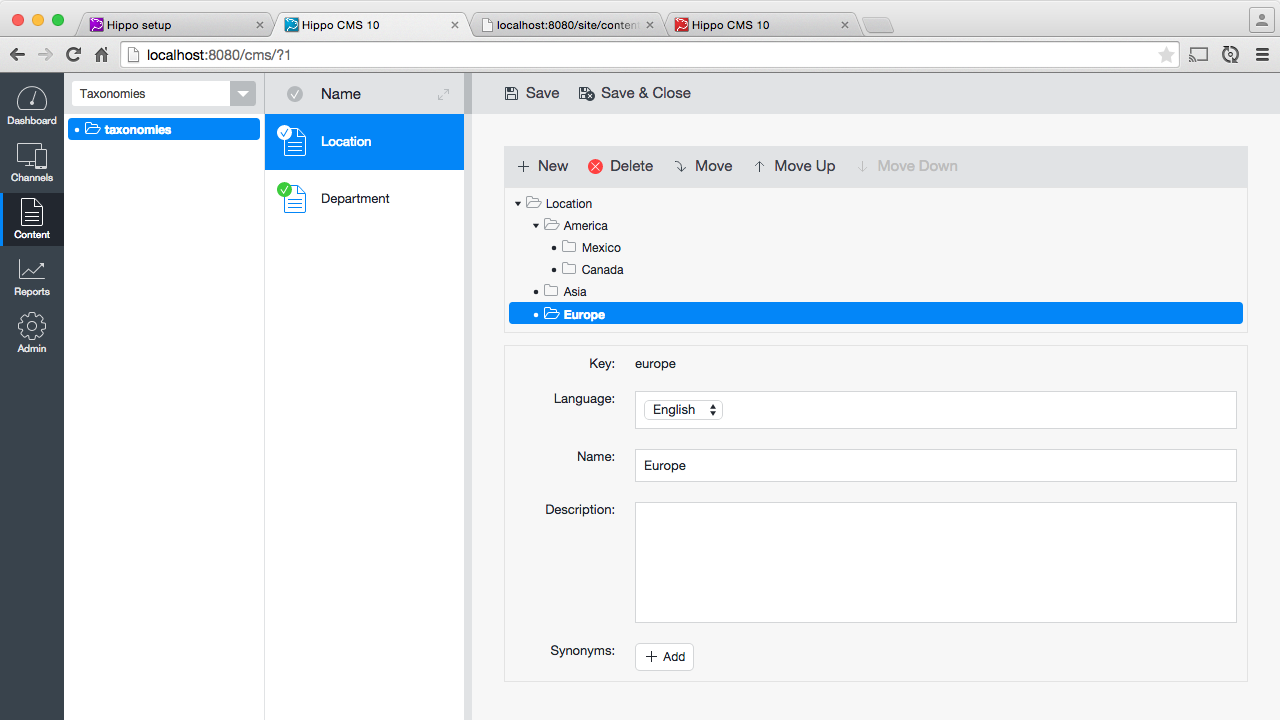 Hippo setup
Hippo CMS 10
localhost:8080/site/conten
Hippo CMS 10
localhost:8080/cms/?1
Dashboard
Channels
Content
Reports
Admin
Taxonomies
taxonomies
Name
Location
Department
Save
Save & Close
New
Delete
Move
Move Up
Move Down
Location
America
Mexico
Canada
Asia
Europe
Key: europe
Language: English
Name: Europe
Description:
Synonyms: Add